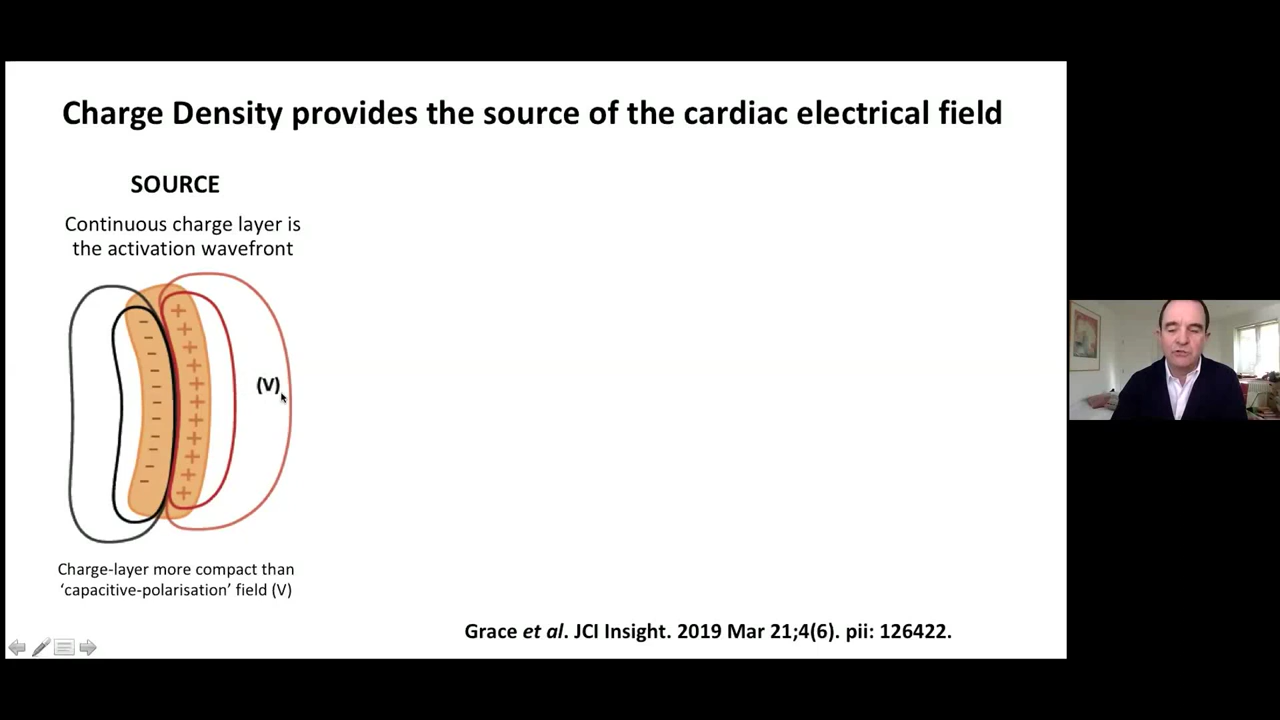 Charge Density provides the source of the cardiac electrical field
SOURCE
Continuous charge layer is
the activation wavefront
(V)
Charge-layer more compact than
‘capacitive-polarisation’ field (V)
Grace et al. JCI Insight. 2019 Mar 21;4(6). pii: 126422.